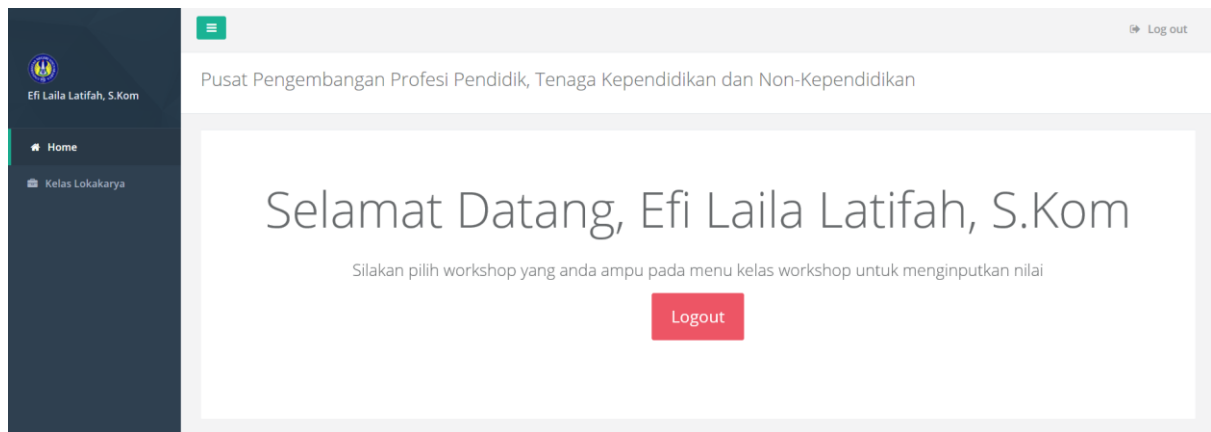 Log out
Efi Laila Latifah, S.Kom
Pusat Pengembangan Profesi Pendidik, Tenaga Kependidikan dan Non-Kependidikan
Home
Kelas Lokakarya
Selamat Datang, Efi Laila Latifah, S.Kom
Silakan pilih workshop yang anda ampu pada menu kelas workshop untuk menginputkan nilai
Logout